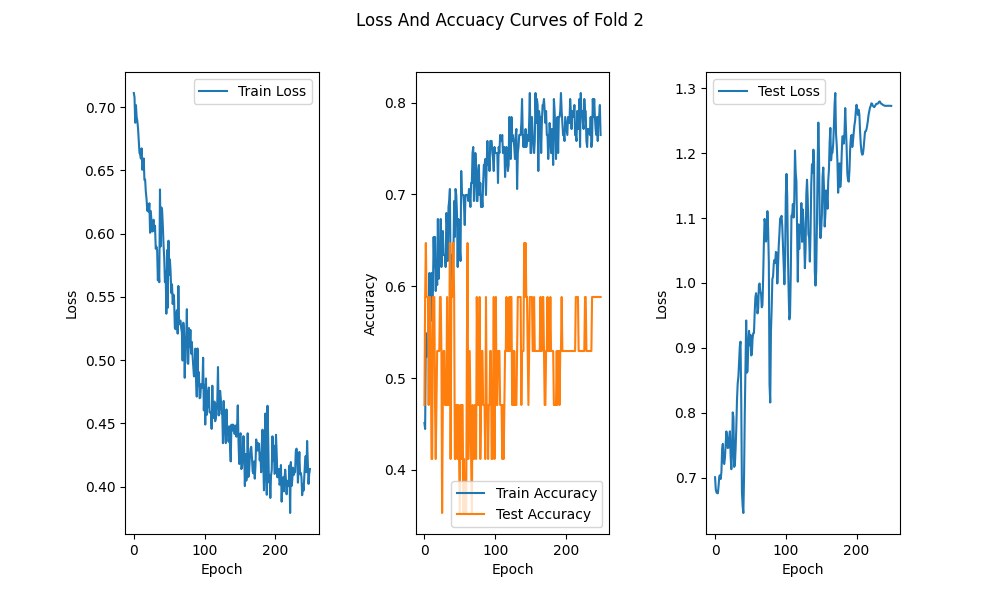 Loss And Accuacy Curves of Fold 2
Train Loss
0.70
0.65
0.60
0.55
0.50
0.45
0.40
Loss
0
100
200
Epoch
0.8
0.7
0.6
0.5
0.4
Accuracy
Train Accuracy
Test Accuracy
0
100
200
Epoch
Test Loss
1.3
1.2
1.1
1.0
0.9
0.8
0.7
Loss
0
100
200
Epoch